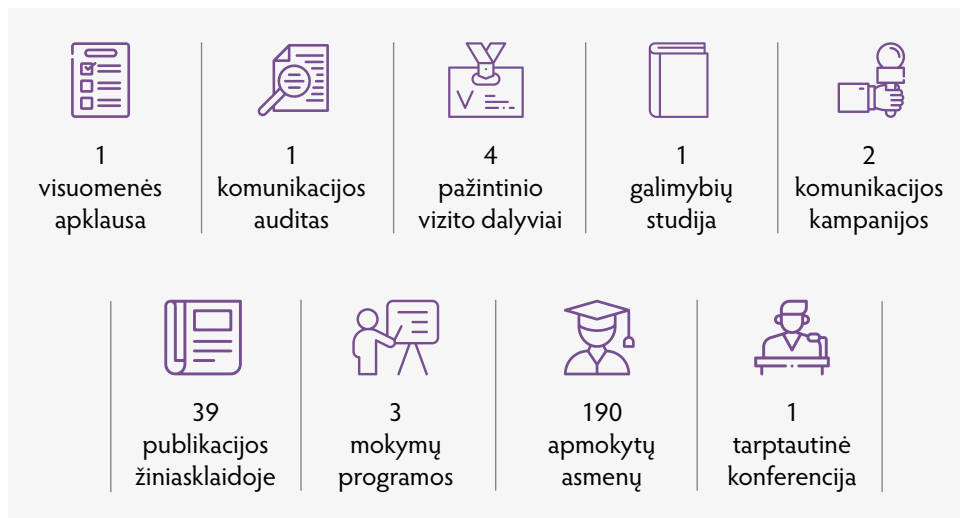 1
visuomenės
apklausa
1
komunikacijos
auditas
4
pažintinio
vizito dalyviai
1
galimybių
studija
2
komunikacijos
kampanijos
39
publikacijos
žiniasklaidoje
3
mokymų
programos
190
apmokytų
asmenų
1
tarptautinė
konferencija